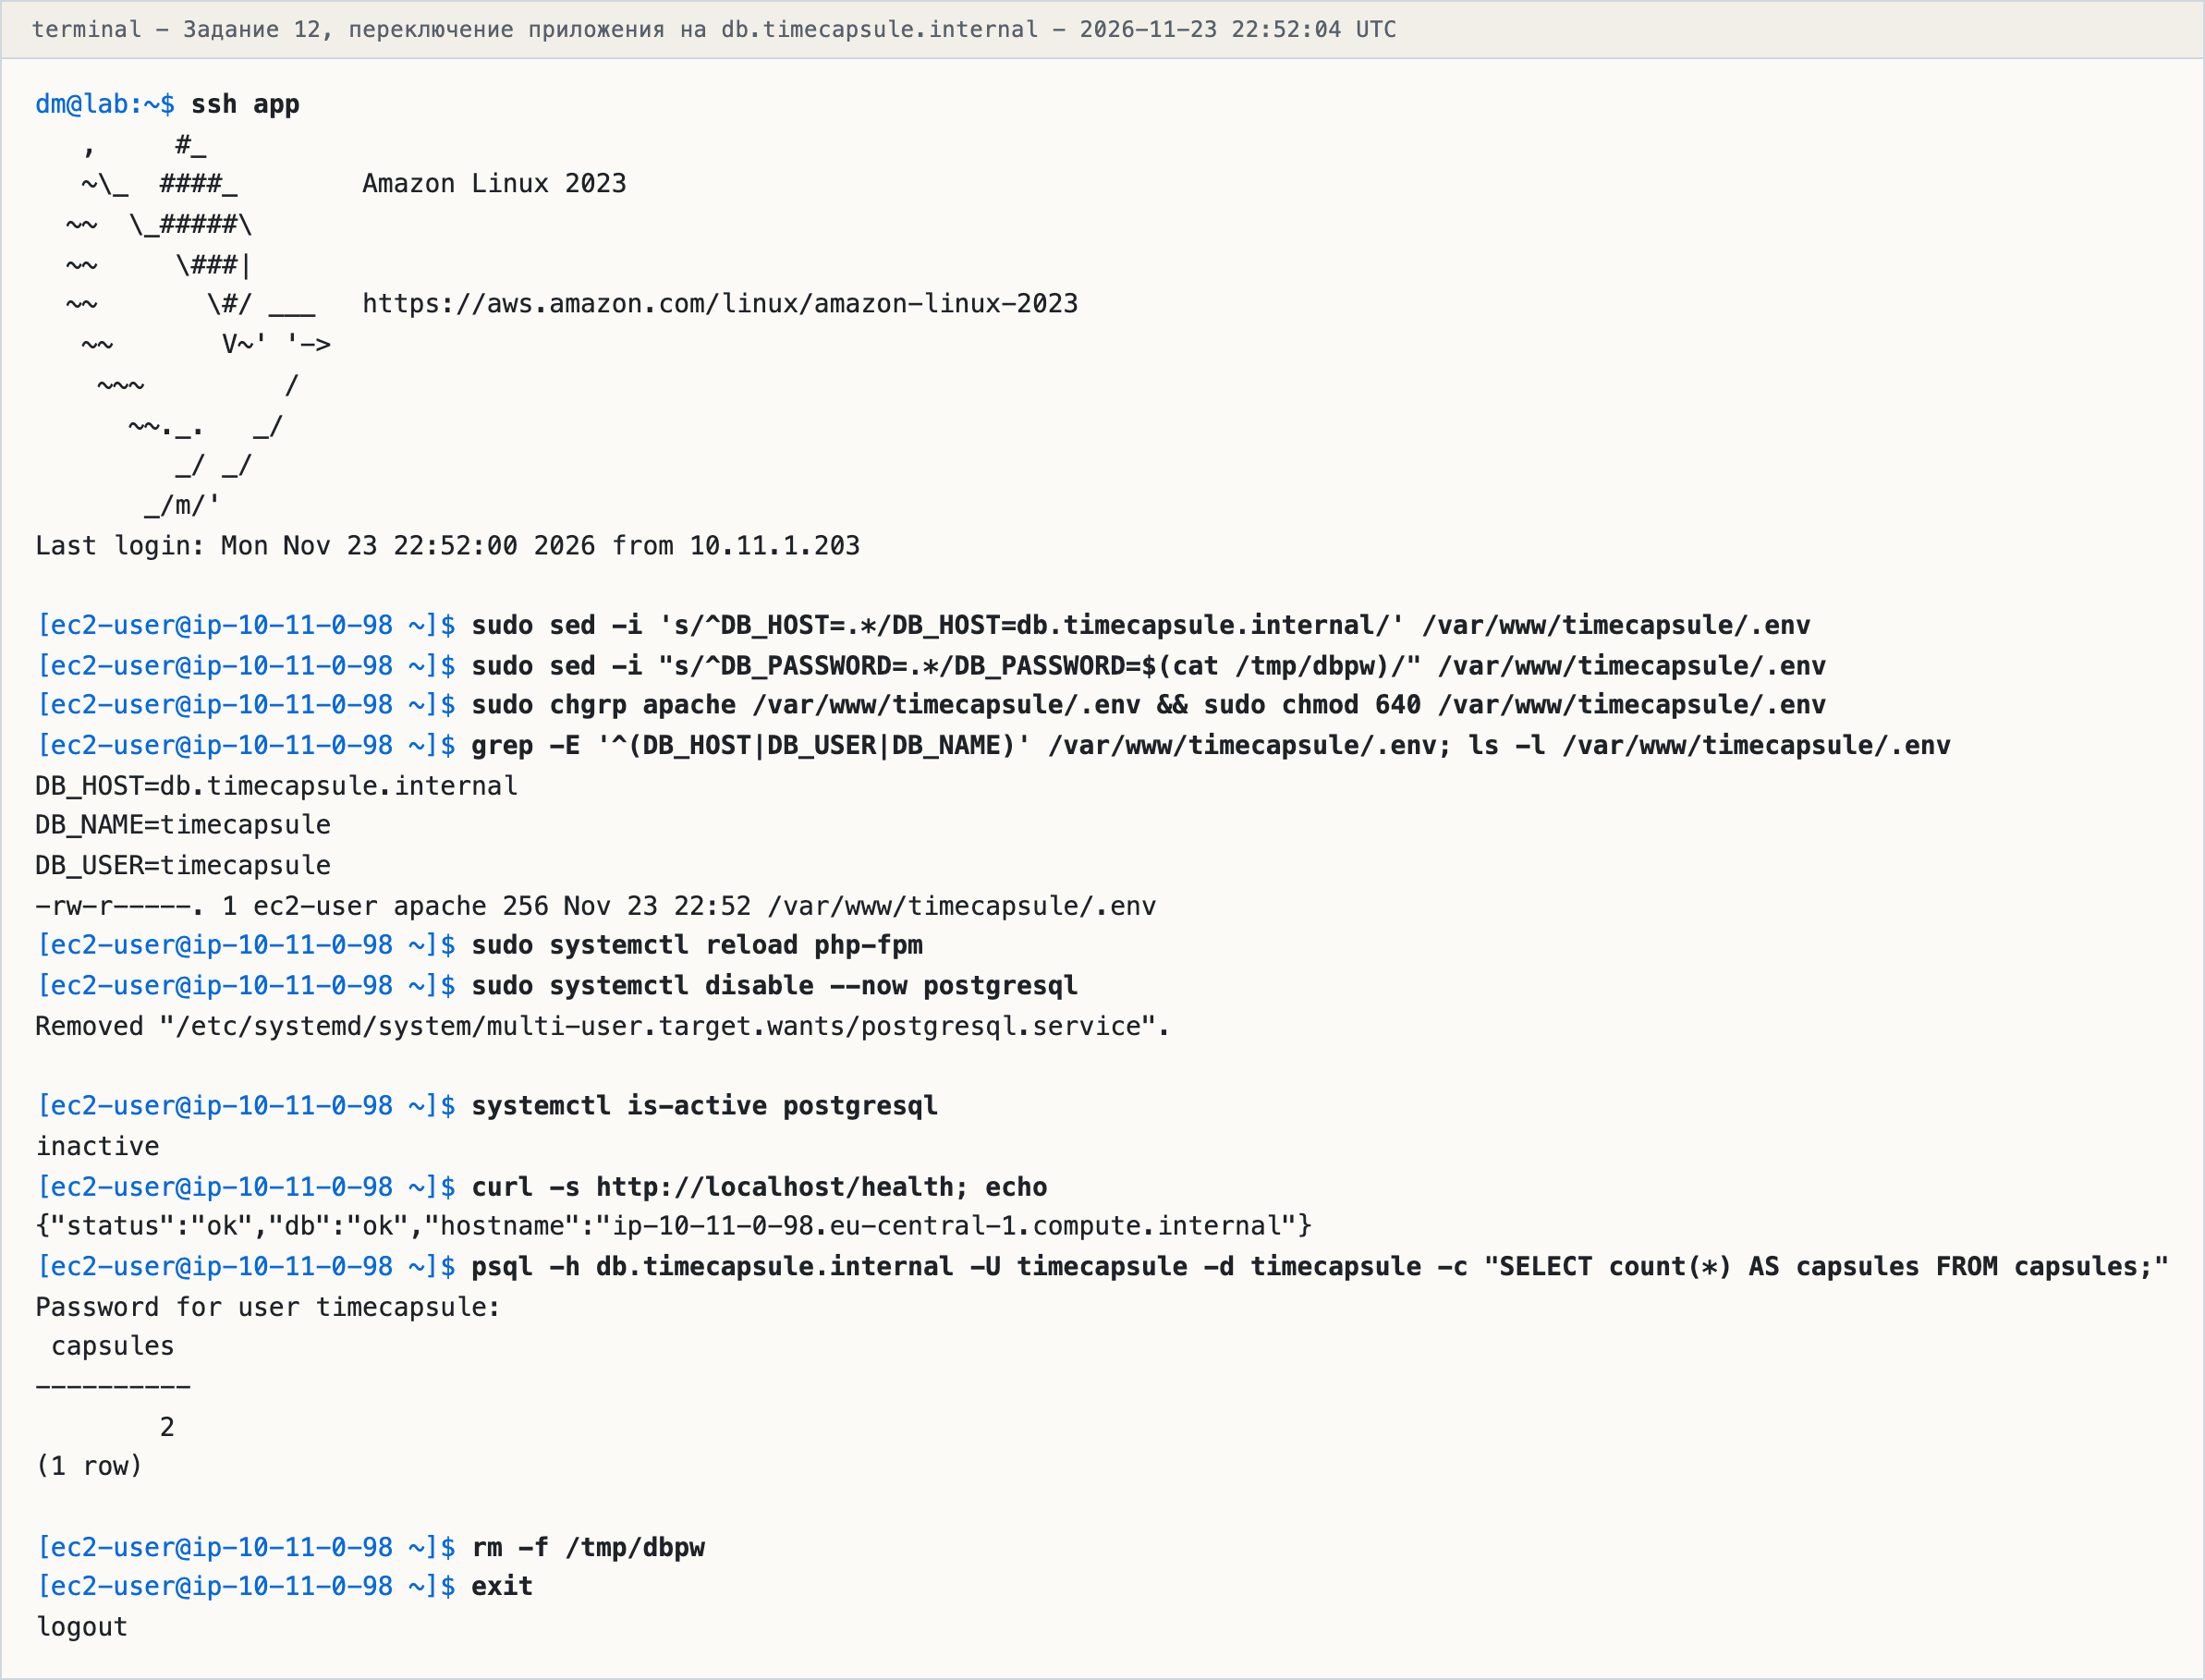 terminal — Задание 12, переключение приложения на db.timecapsule.internal — 2026-11-23 22:52:04 UTC
dm@lab:~$ ssh app
   ,     #_
   ~\_  ####_        Amazon Linux 2023
  ~~  \_#####\
  ~~     \###|
  ~~       \#/ ___   https://aws.amazon.com/linux/amazon-linux-2023
   ~~       V~' '->
    ~~~         /
      ~~._.   _/
         _/ _/
       _/m/'
Last login: Mon Nov 23 22:52:00 2026 from 10.11.1.203
[ec2-user@ip-10-11-0-98 ~]$ sudo sed -i 's/^DB_HOST=.*/DB_HOST=db.timecapsule.internal/' /var/www/timecapsule/.env
[ec2-user@ip-10-11-0-98 ~]$ sudo sed -i "s/^DB_PASSWORD=.*/DB_PASSWORD=$(cat /tmp/dbpw)/" /var/www/timecapsule/.env
[ec2-user@ip-10-11-0-98 ~]$ sudo chgrp apache /var/www/timecapsule/.env && sudo chmod 640 /var/www/timecapsule/.env
[ec2-user@ip-10-11-0-98 ~]$ grep -E '^(DB_HOST|DB_USER|DB_NAME)' /var/www/timecapsule/.env; ls -l /var/www/timecapsule/.env
DB_HOST=db.timecapsule.internal
DB_NAME=timecapsule
DB_USER=timecapsule
-rw-r-----. 1 ec2-user apache 256 Nov 23 22:52 /var/www/timecapsule/.env
[ec2-user@ip-10-11-0-98 ~]$ sudo systemctl reload php-fpm
[ec2-user@ip-10-11-0-98 ~]$ sudo systemctl disable --now postgresql
Removed "/etc/systemd/system/multi-user.target.wants/postgresql.service".
[ec2-user@ip-10-11-0-98 ~]$ systemctl is-active postgresql
inactive
[ec2-user@ip-10-11-0-98 ~]$ curl -s http://localhost/health; echo
{"status":"ok","db":"ok","hostname":"ip-10-11-0-98.eu-central-1.compute.internal"}
[ec2-user@ip-10-11-0-98 ~]$ psql -h db.timecapsule.internal -U timecapsule -d timecapsule -c "SELECT count(*) AS capsules FROM capsules;"
Password for user timecapsule:
 capsules
----------
        2
(1 row)
[ec2-user@ip-10-11-0-98 ~]$ rm -f /tmp/dbpw
[ec2-user@ip-10-11-0-98 ~]$ exit
logout